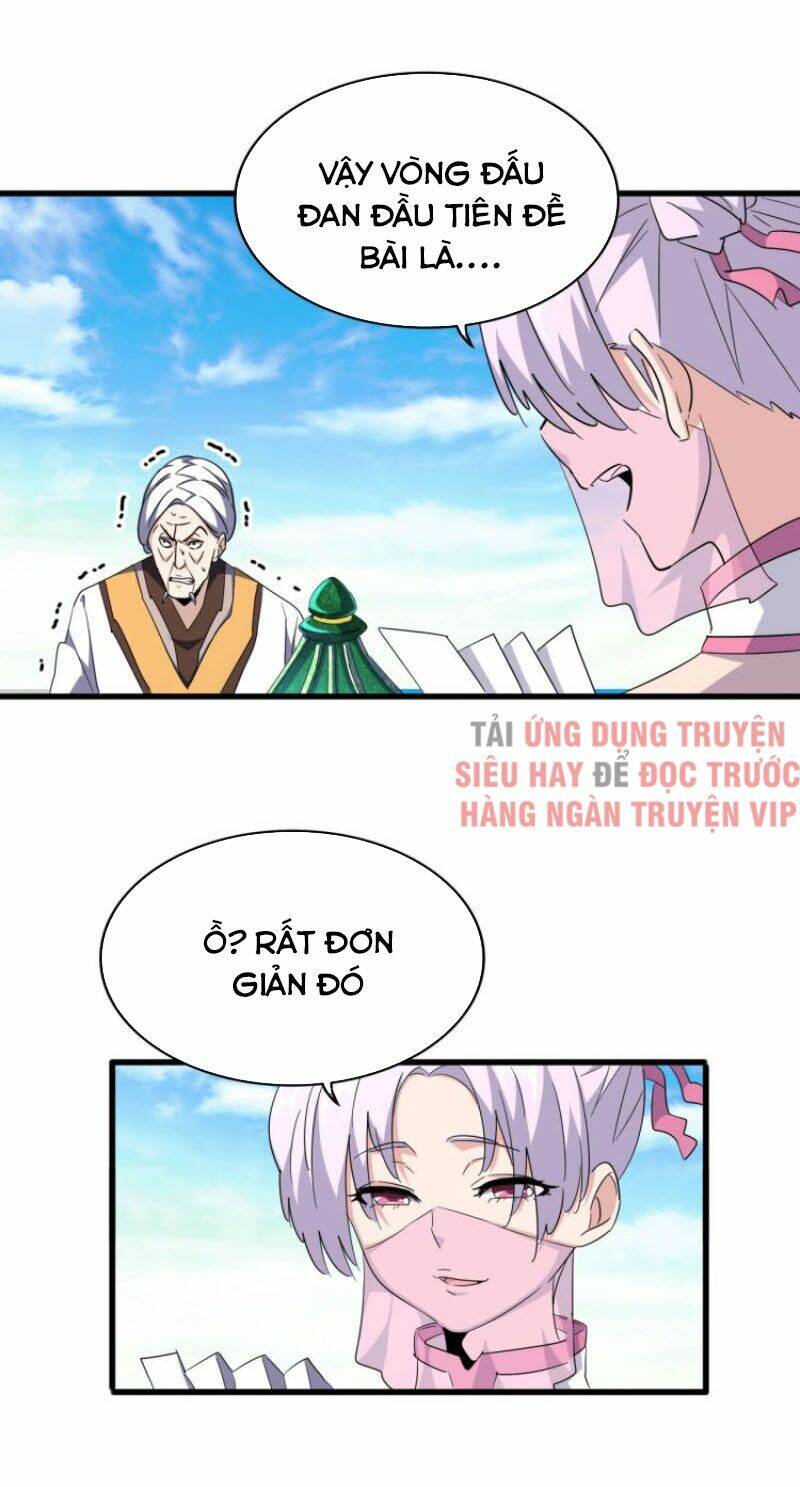 VẬY VÒNG ĐẤU
ĐAN ĐẦU TIÊN ĐỀ
BÀI LÀ....
TẢI ỨNG DỤNG TRUYỆN
SIÊU HAY ĐỂ ĐỌC TRƯỚC
HÀNG NGÀN TRUYỆN VIP
Ồ? RẤT ĐƠN
GIẢN ĐÓ